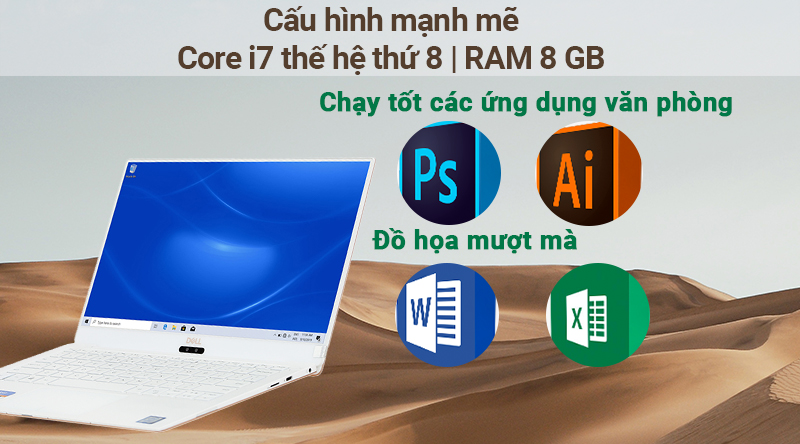 Cấu hình mạnh mẽ
Core i7 thế hệ thứ 8 | RAM 8 GB
Chạy tốt các ứng dụng văn phòng
Ps
Ai
Đồ họa mượt mà
W
X
DELL